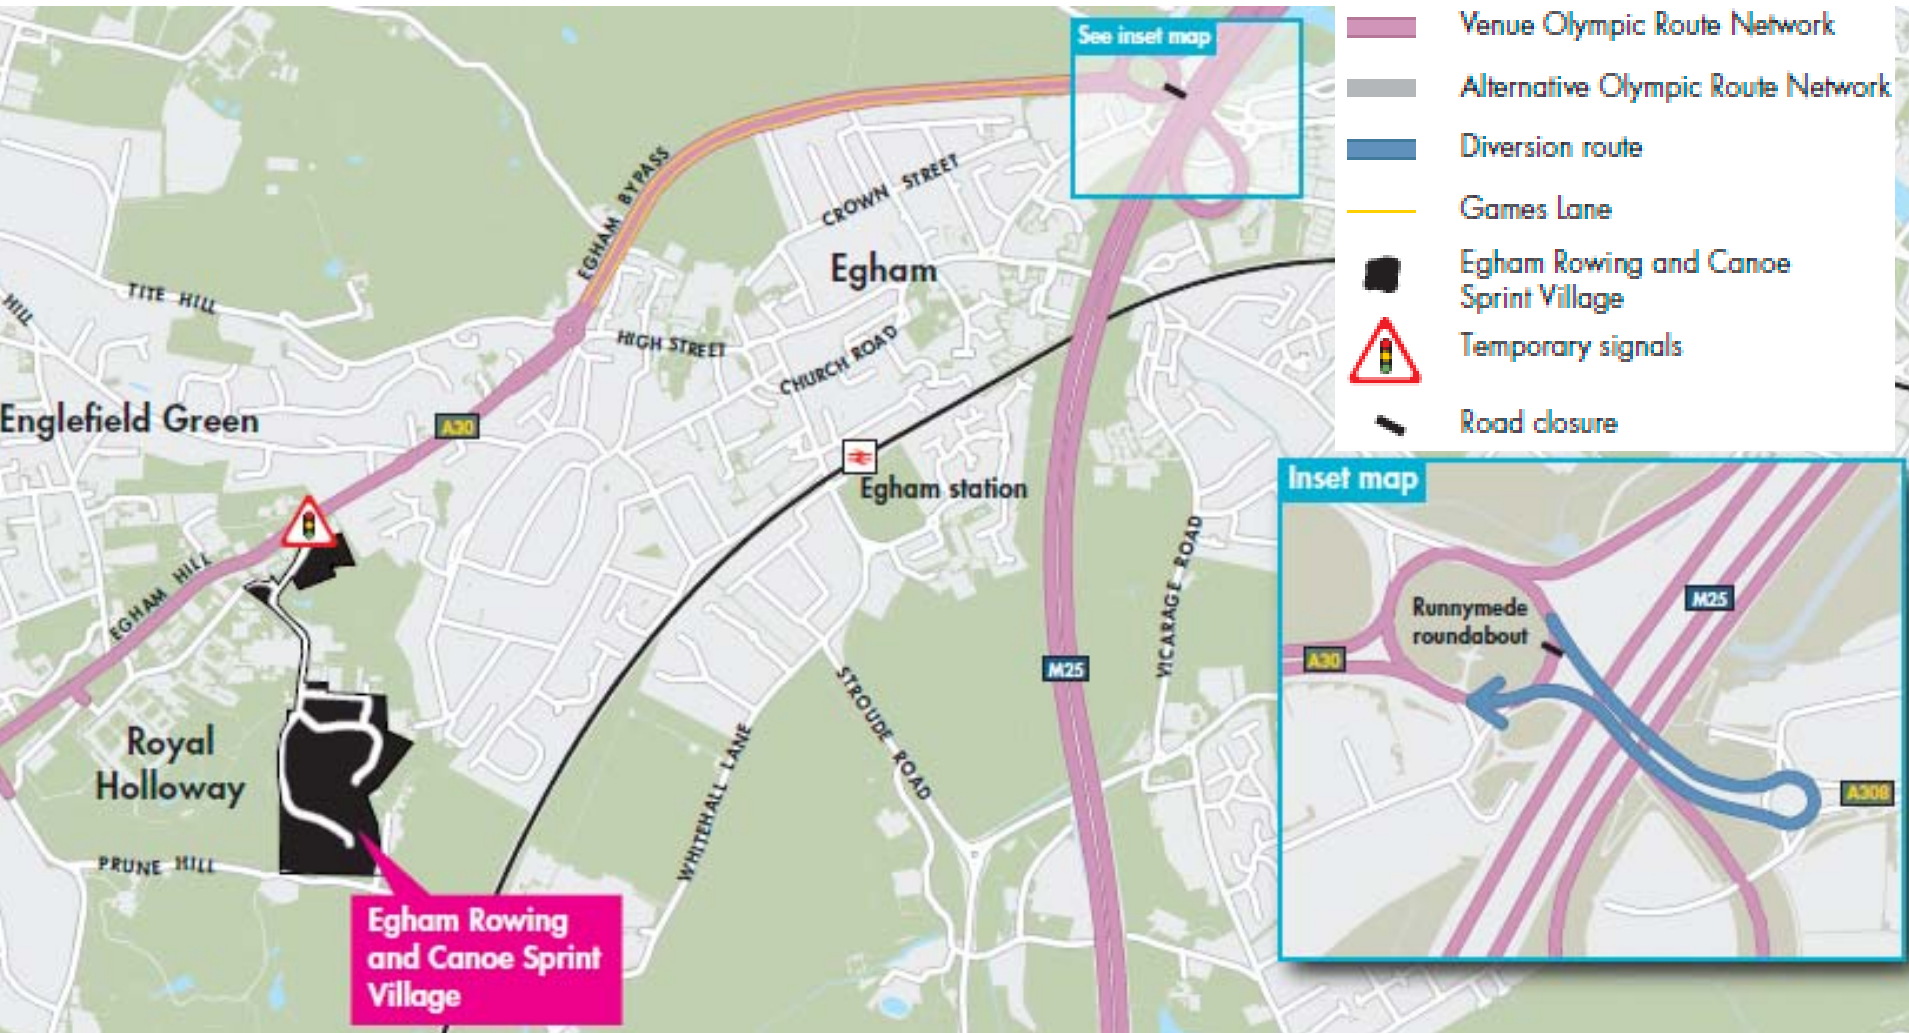 See inset map
Venue Olympic Route Network
Alternative Olympic Route Network
Diversion route
Games Lane
Egham Rowing and Canoe
Sprint Village
Temporary signals
Road closure
EGHAM BYPASS
CROWN STREET
Egham
TITE HILL
HILL
HIGH STREET
CHURCH ROAD
Englefield Green
A30
Egham station
EGHAM HILL
VICARAGE ROAD
M25
STROUDE ROAD
WHITEHALL LANE
Royal
Holloway
PRUNE HILL
Egham Rowing
and Canoe Sprint
Village
Inset map
M25
Runnymede
roundabout
A30
A308